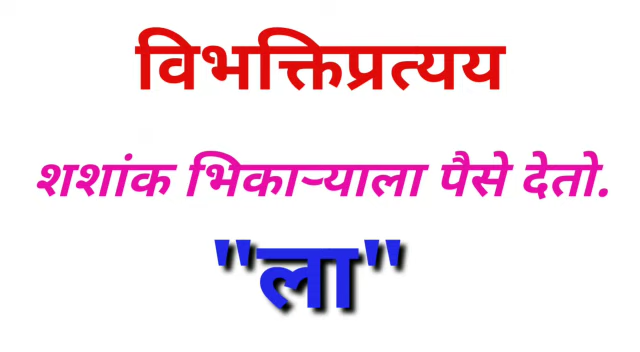 विभक्तिप्रत्यय
शशांक भिकाऱ्याला पैसे देतो.
"ला"